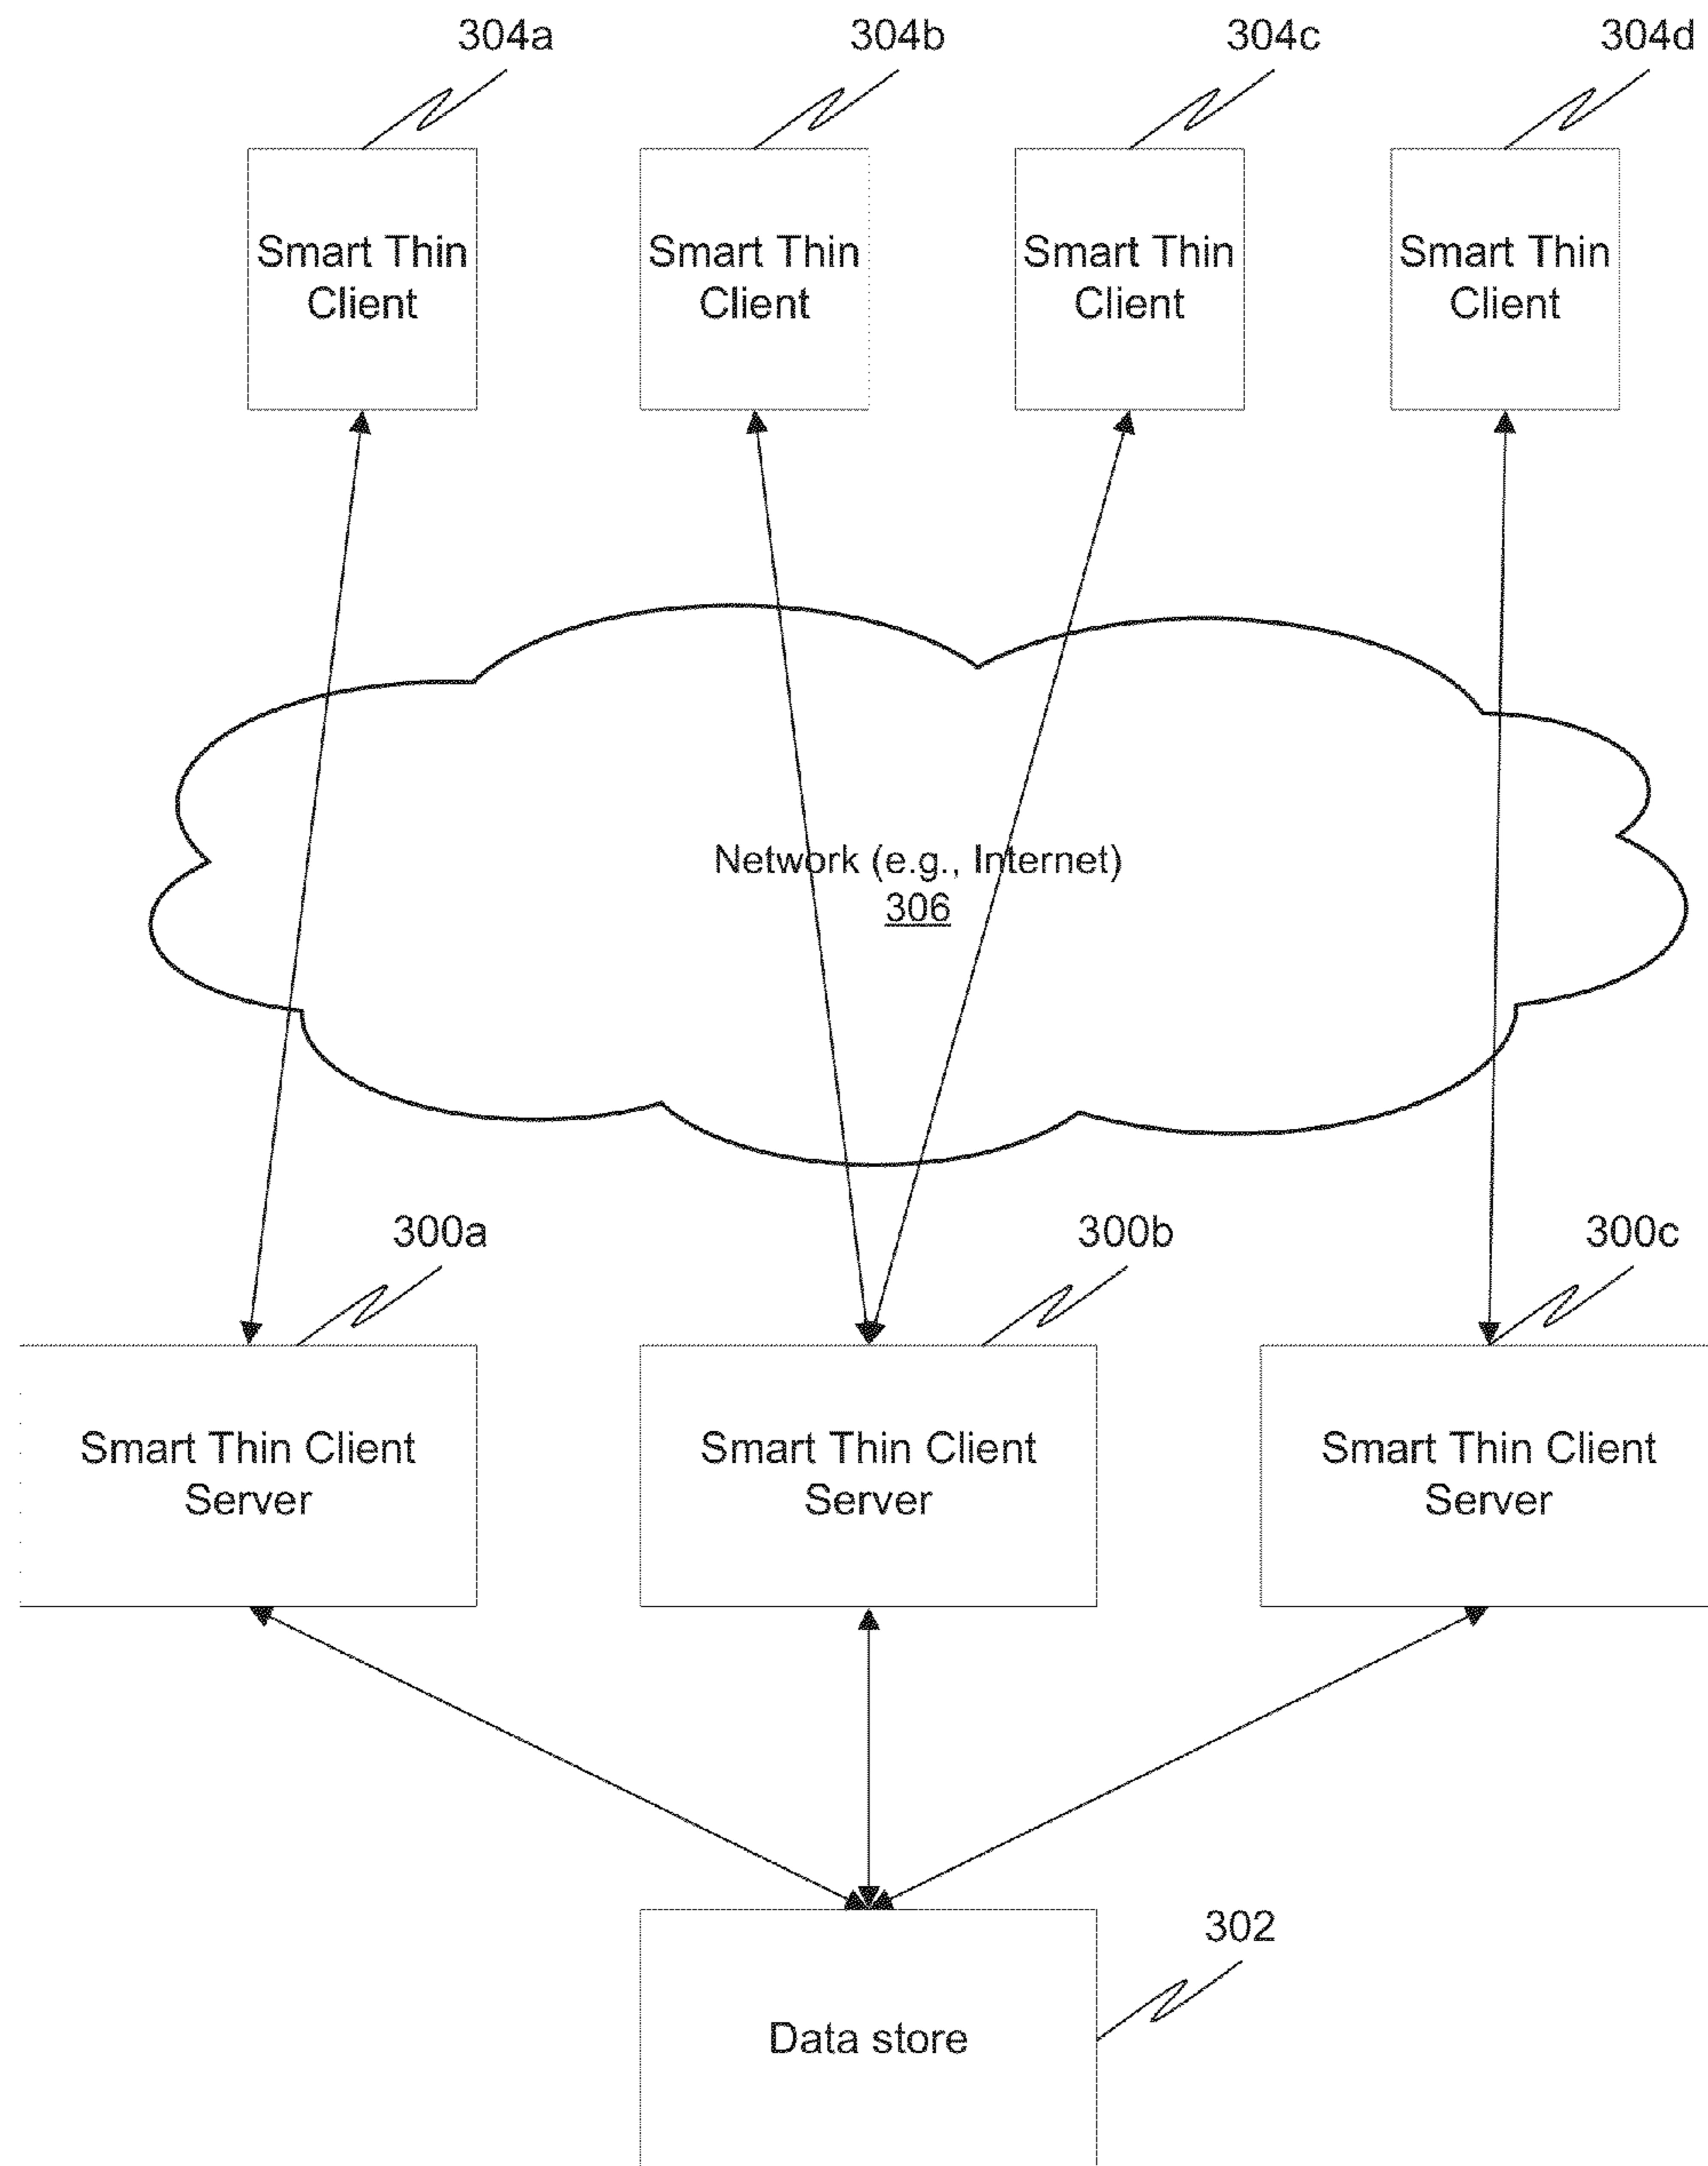 304a
304b
304c
304d
Smart Thin
Client
Smart Thin
Client
Smart Thin
Client
Smart Thin
Client
Network (e.g., Internet)
306
300a
300b
300c
Smart Thin Client
Server
Smart Thin Client
Server
Smart Thin Client
Server
302
Data store